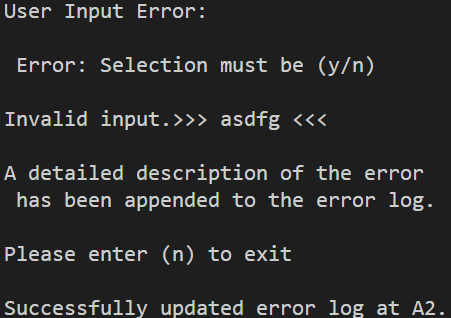 User Input Error:
Error: Selection must be (y/n)
Invalid input.>>> asdfg <<<
A detailed description of the error
has been appended to the error log.
Please enter (n) to exit
Successfully updated error log at A2.